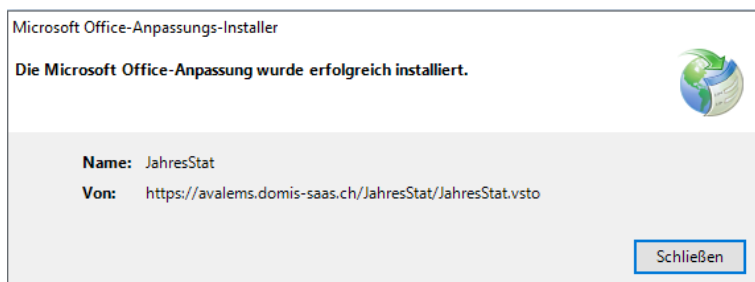 Microsoft Office-Anpassungs-Installer
Die Microsoft Office-Anpassung wurde erfolgreich installiert.
Name: JahresStat
Von: https://avalems.domis-saas.ch/JahresStat/JahresStat.vsto
Schließen